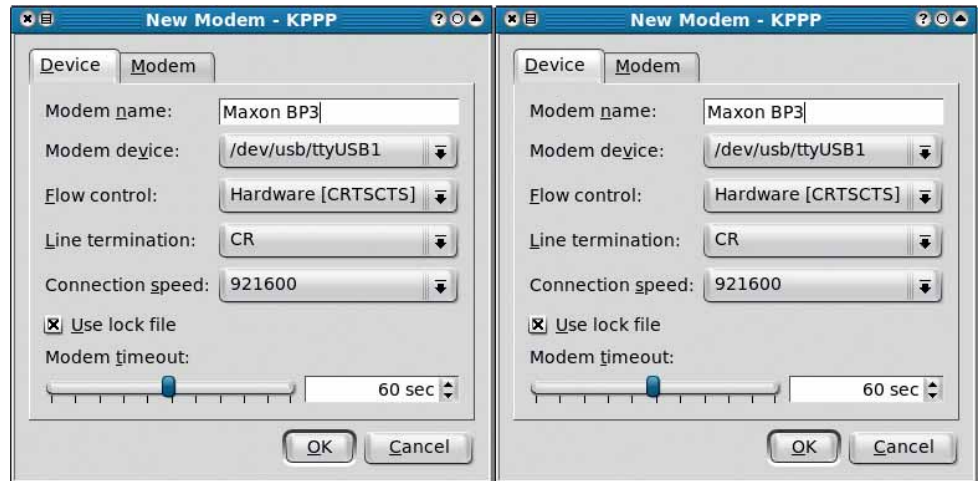 New Modem - KPPP
Device Modem
Modem name: Maxon BP3
Modem device: /dev/usb/ttyUSB1
Flow control: Hardware [CRTSCTS]
Line termination: CR
Connection speed: 921600
Use lock file
Modem timeout:
60 sec
OK Cancel
New Modem - KPPP
Device Modem
Modem name: Maxon BP3
Modem device: /dev/usb/ttyUSB1
Flow control: Hardware [CRTSCTS]
Line termination: CR
Connection speed: 921600
Use lock file
Modem timeout:
60 sec
OK Cancel